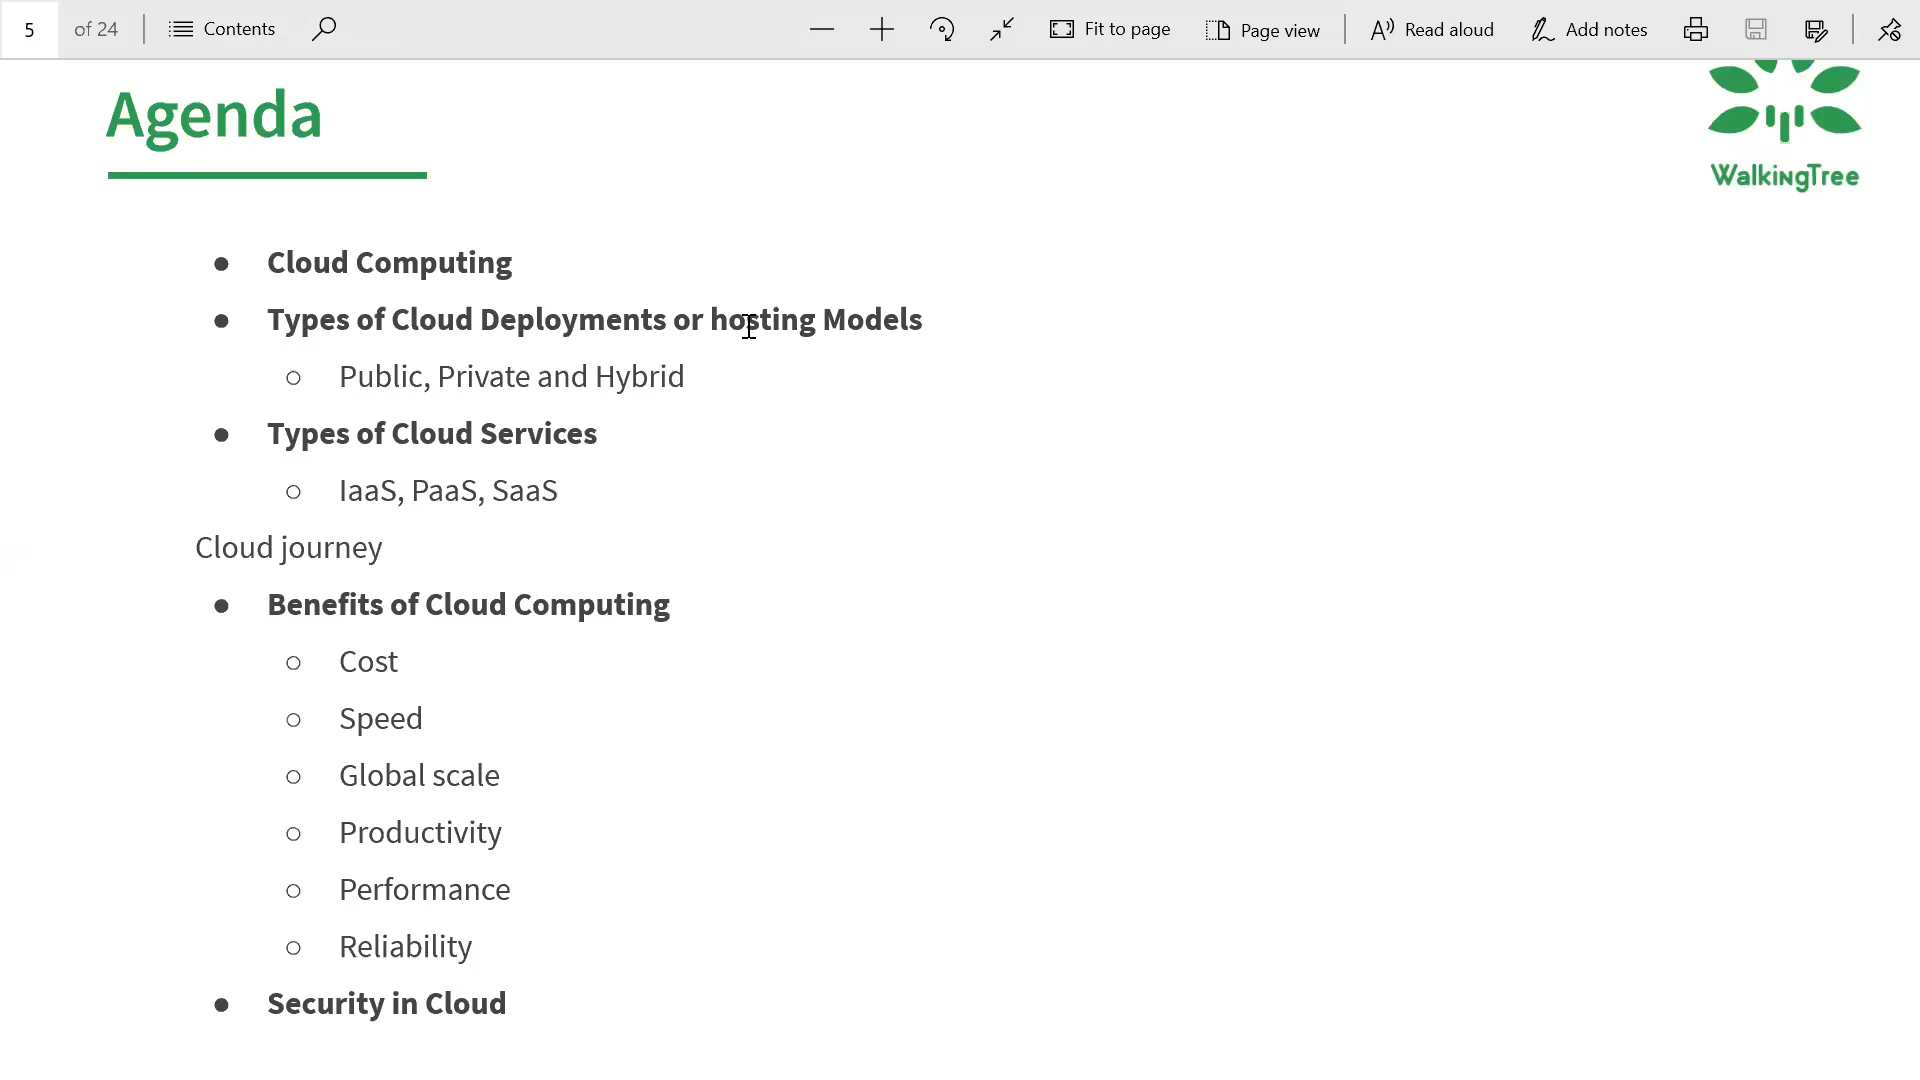 5 of 24 Contents Fit to page Page view Read aloud Add notes
Agenda
WalkingTree
● Cloud Computing
● Types of Cloud Deployments or hosting Models
○ Public, Private and Hybrid
● Types of Cloud Services
○ IaaS, PaaS, SaaS
Cloud journey
● Benefits of Cloud Computing
○ Cost
○ Speed
○ Global scale
○ Productivity
○ Performance
○ Reliability
● Security in Cloud